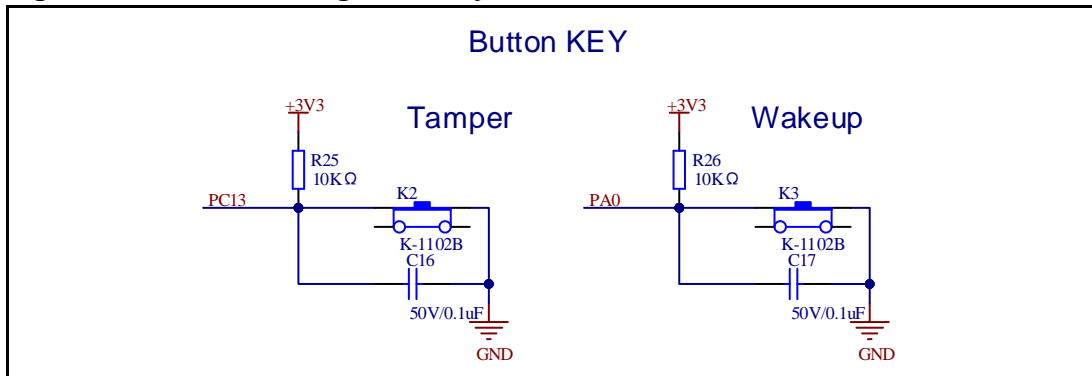 Button KEY
+3V3
Tamper
R25
10KΩ
PC13
K2
K-1102B
C16
50V/0.1uF
GND
+3V3
Wakeup
R26
10KΩ
PA0
K3
K-1102B
C17
50V/0.1uF
GND